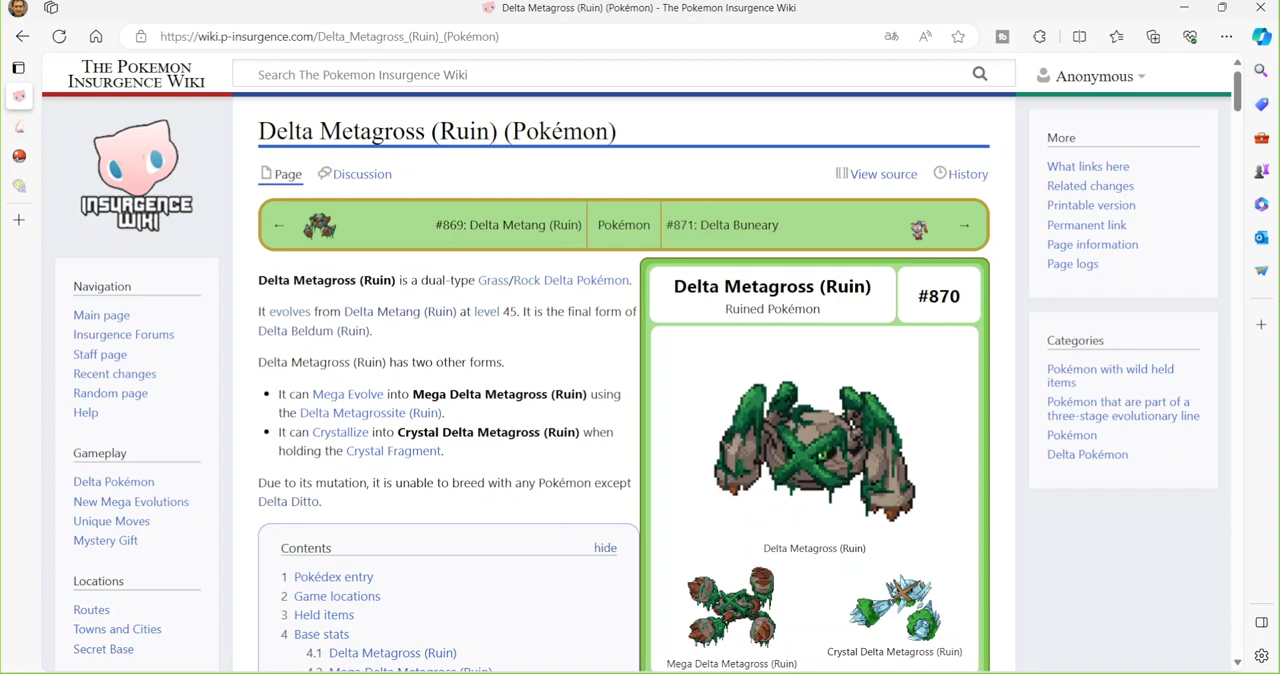 Delta Metagross (Ruin) (Pokémon) - The Pokemon Insurgence Wiki
https://wiki.p-insurgence.com/Delta_Metagross_(Ruin)_(Pokémon)
The Pokemon
Insurgence Wiki
Search The Pokemon Insurgence Wiki
Anonymous
INSURGENCE
WIKI
Navigation
Main page
Insurgence Forums
Staff page
Recent changes
Random page
Help
Gameplay
Delta Pokémon
New Mega Evolutions
Unique Moves
Mystery Gift
Locations
Routes
Towns and Cities
Secret Base
Delta Metagross (Ruin) (Pokémon)
Page
Discussion
View source
History
← #869: Delta Metang (Ruin)
Pokémon
#871: Delta Buneary →
Delta Metagross (Ruin) is a dual-type Grass/Rock Delta Pokémon.
It evolves from Delta Metang (Ruin) at level 45. It is the final form of
Delta Beldum (Ruin).
Delta Metagross (Ruin) has two other forms.
• It can Mega Evolve into Mega Delta Metagross (Ruin) using
the Delta Metagrossite (Ruin).
• It can Crystallize into Crystal Delta Metagross (Ruin) when
holding the Crystal Fragment.
Due to its mutation, it is unable to breed with any Pokémon except
Delta Ditto.
Contents
hide
1 Pokédex entry
2 Game locations
3 Held items
4 Base stats
4.1 Delta Metagross (Ruin)
4.2 Mega Delta Metagross (Ruin)
Delta Metagross (Ruin)
Ruined Pokémon
#870
Delta Metagross (Ruin)
Mega Delta Metagross (Ruin)
Crystal Delta Metagross (Ruin)
More
What links here
Related changes
Printable version
Permanent link
Page information
Page logs
Categories
Pokémon with wild held
items
Pokémon that are part of a
three-stage evolutionary line
Pokémon
Delta Pokémon